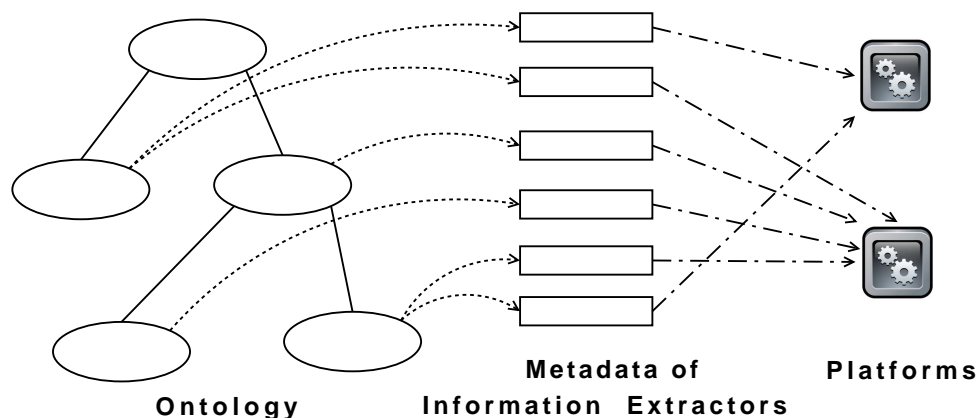 Metadata of
Platforms
Ontology
Information Extractors